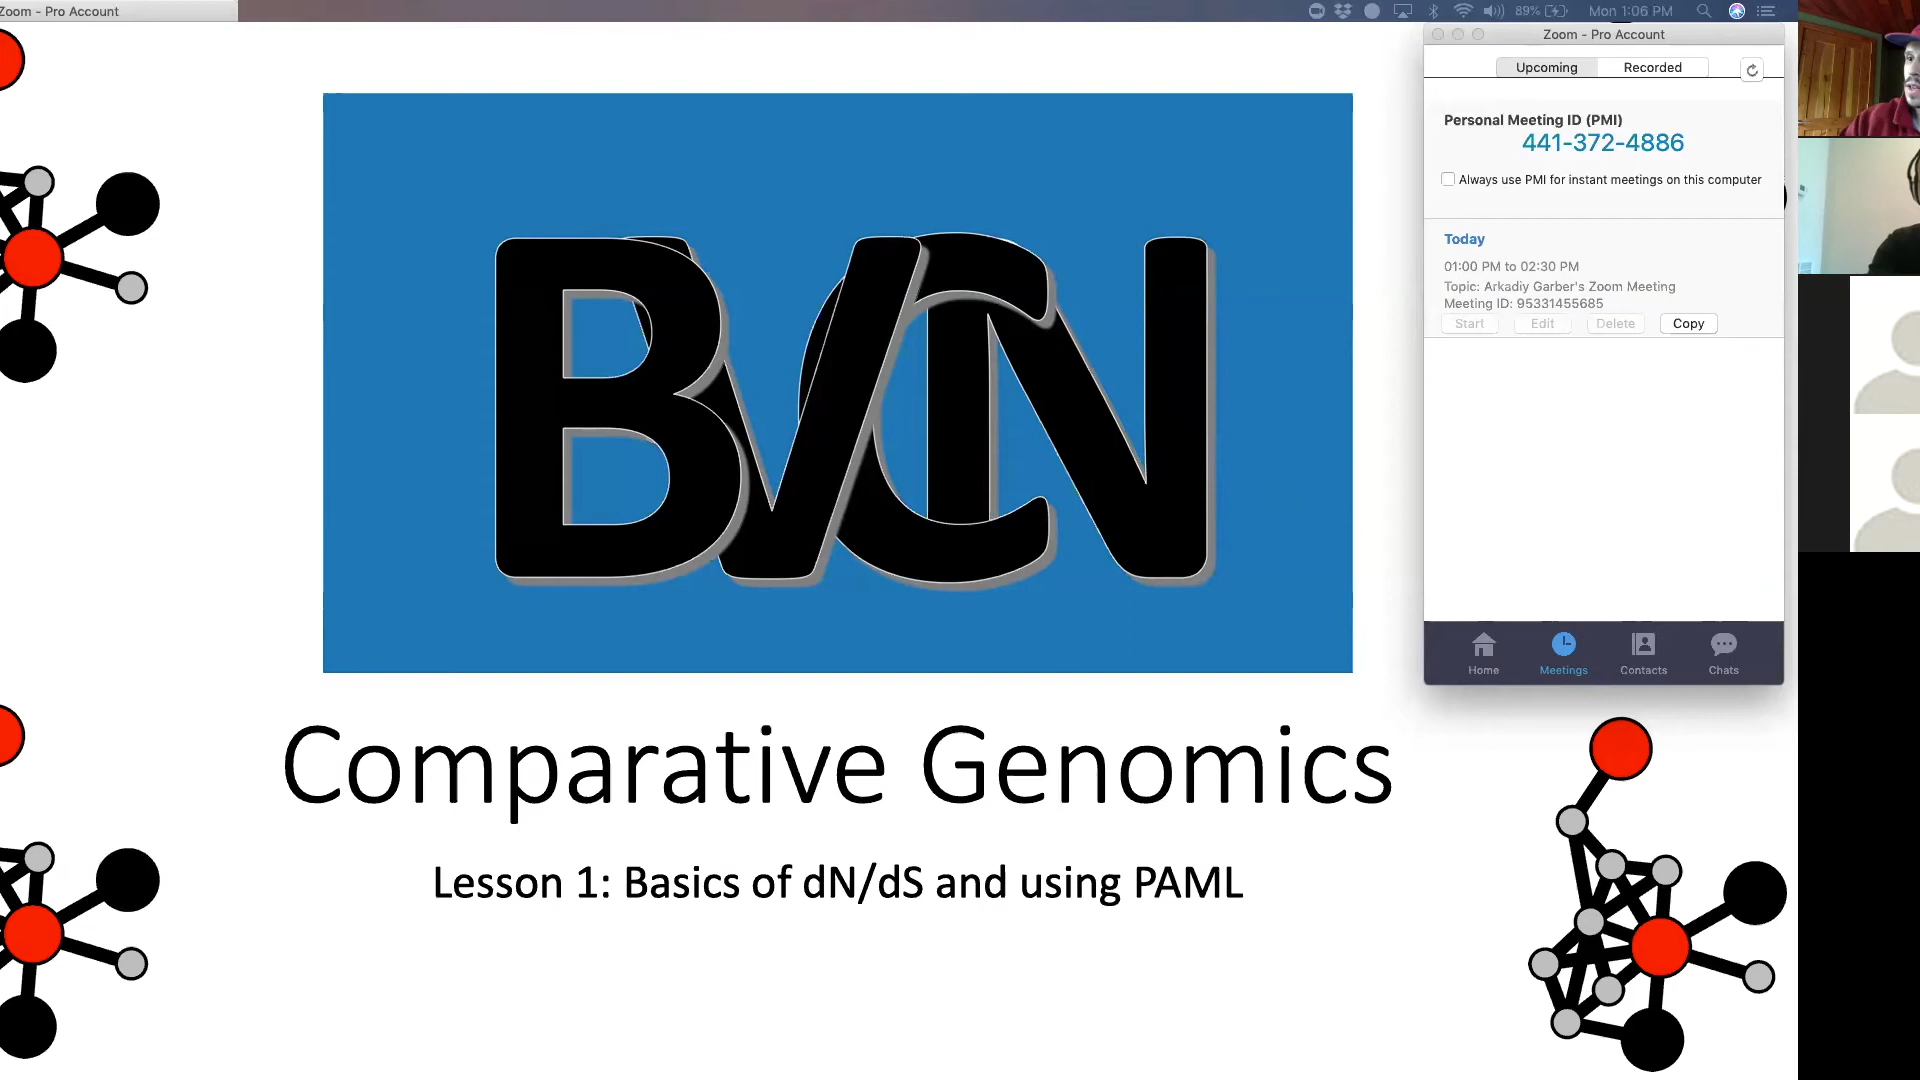 Zoom - Pro Account
89%
Mon 1:06 PM
Zoom - Pro Account
Upcoming
Recorded
Personal Meeting ID (PMI)
441-372-4886
Always use PMI for instant meetings on this computer
Today
01:00 PM to 02:30 PM
Topic: Arkadiy Garber's Zoom Meeting
Meeting ID: 95331455685
Start Edit Delete Copy
Home Meetings Contacts Chats
BVCN
Comparative Genomics
Lesson 1: Basics of dN/dS and using PAML